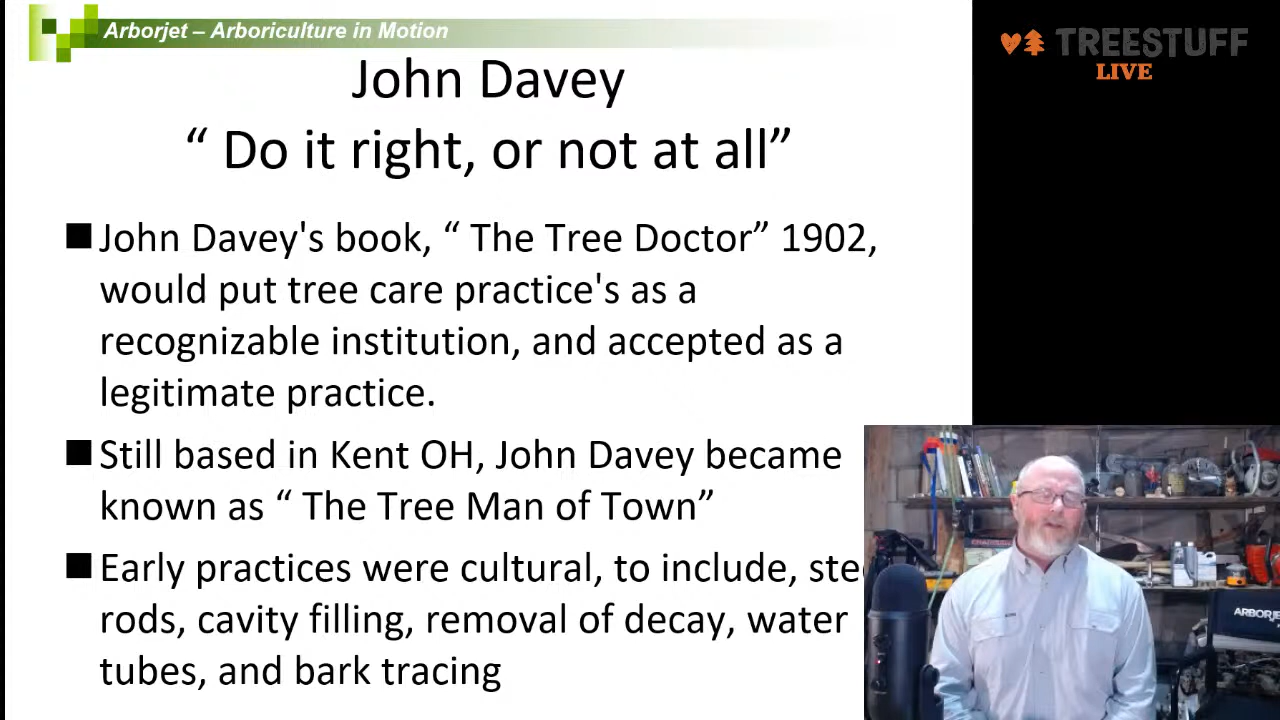 Arborjet – Arboriculture in Motion
TREESTUFF
LIVE
John Davey
“ Do it right, or not at all”
John Davey's book, “ The Tree Doctor” 1902,
would put tree care practice's as a
recognizable institution, and accepted as a
legitimate practice.
Still based in Kent OH, John Davey became
known as “ The Tree Man of Town”
Early practices were cultural, to include,
rods, cavity filling, removal of decay, water
tubes, and bark tracing
ARBORJET